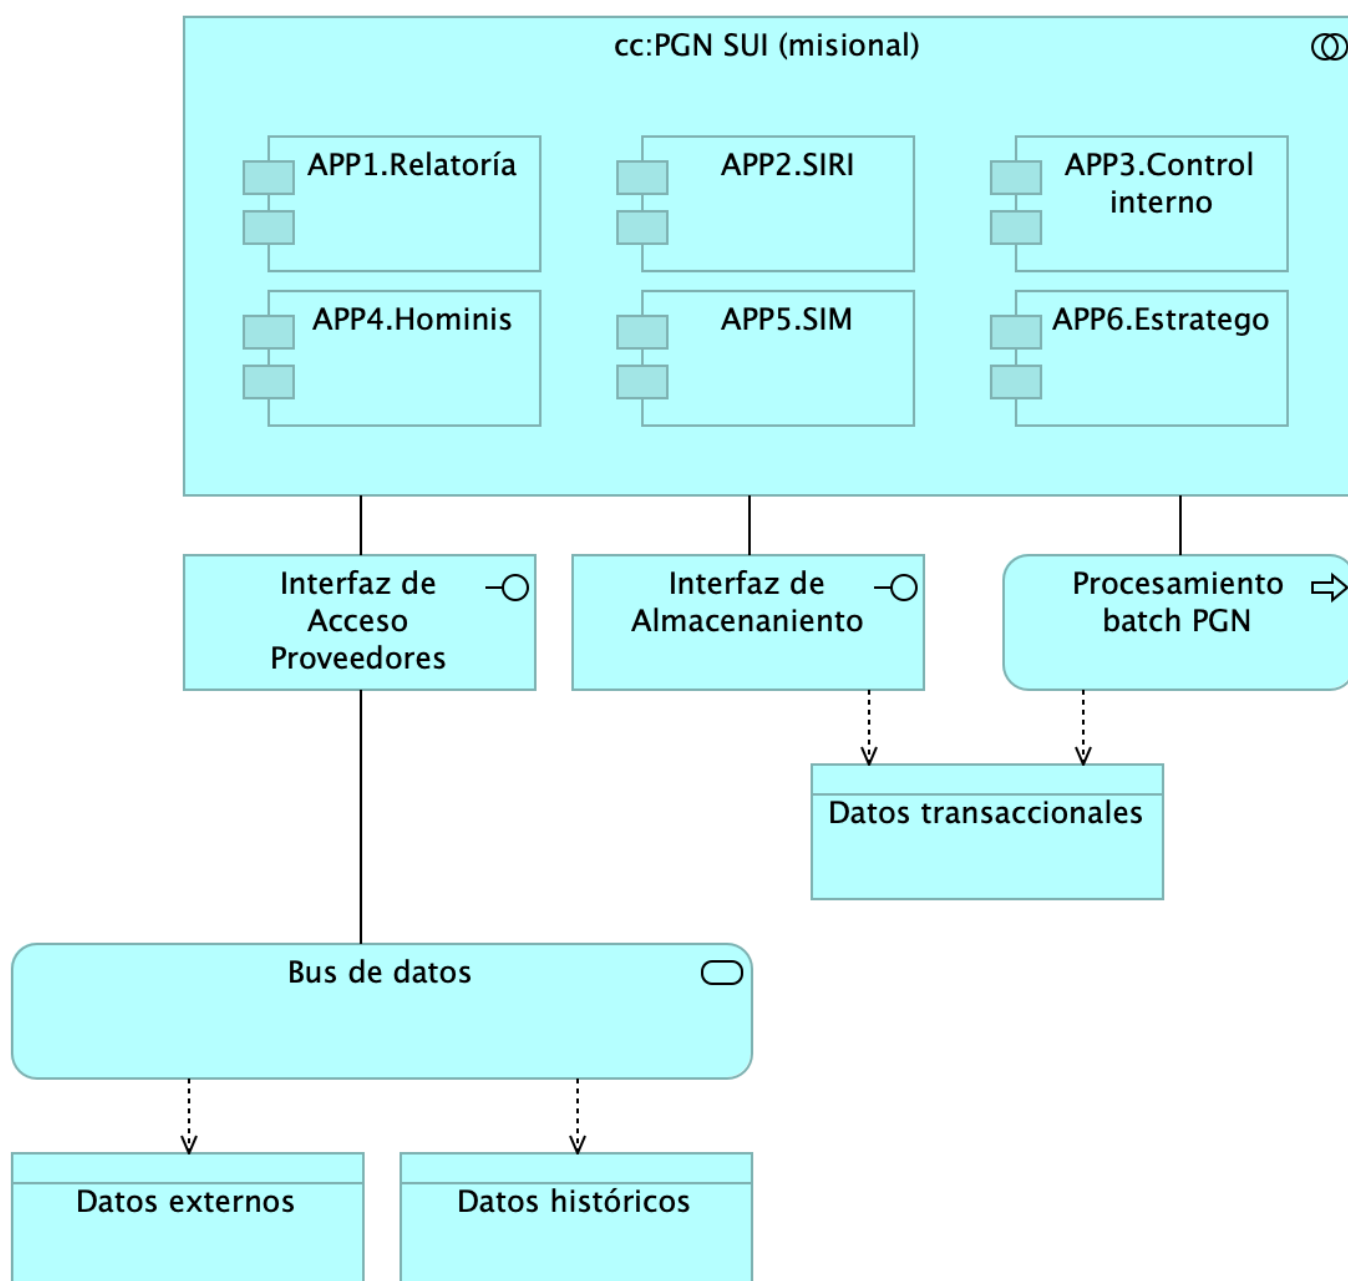 cc:PGN SUI (misional)
APP1.Relatoría
APP2.SIRI
APP3.Control
interno
APP4.Hominis
APP5.SIM
APP6.Estratego
Interfaz de
Acceso
Proveedores
Interfaz de
Almacenaniento
Procesamiento
batch PGN
Datos transaccionales
Bus de datos
Datos externos
Datos históricos